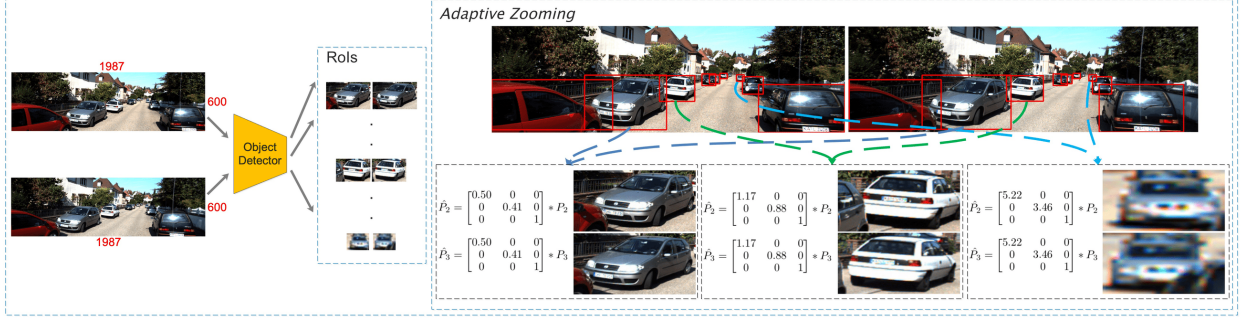 Adaptive Zooming
RoIs
1987
600
Object
Detector
600
1987
P̂₂ = [0.50 0 0; 0 0.41 0; 0 0 1] * P₂
P̂₃ = [0.50 0 0; 0 0.41 0; 0 0 1] * P₃
P̂₂ = [1.17 0 0; 0 0.88 0; 0 0 1] * P₂
P̂₃ = [1.17 0 0; 0 0.88 0; 0 0 1] * P₃
P̂₂ = [5.22 0 0; 0 3.46 0; 0 0 1] * P₂
P̂₃ = [5.22 0 0; 0 3.46 0; 0 0 1] * P₃